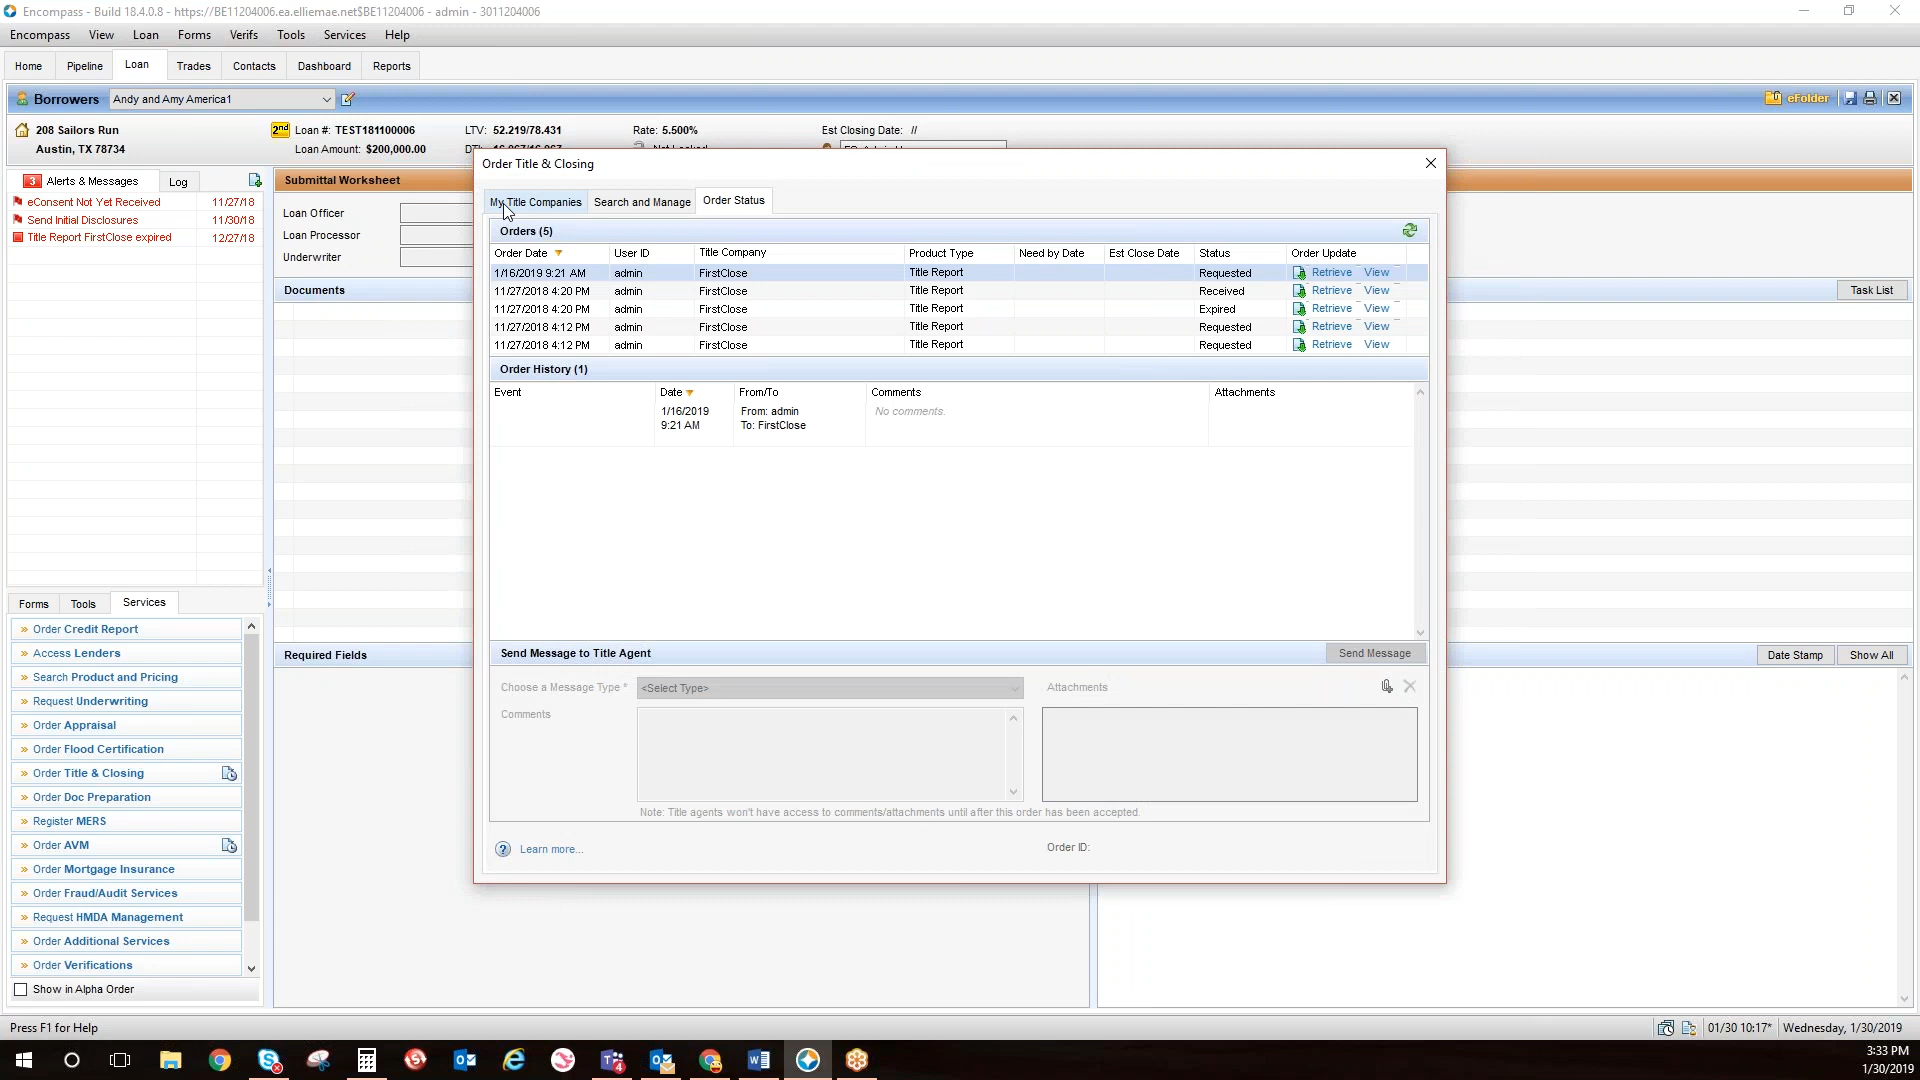 Encompass - Build 18.4.0.8 - https://BE11204006.ea.elliemae.net$BE11204006 - admin - 3011204006
Encompass View Loan Forms Verifs Tools Services Help
Home Pipeline Loan Trades Contacts Dashboard Reports
Borrowers Andy and Amy America1 eFolder
208 Sailors Run 2nd Loan #: TEST181100006 LTV: 52.219/78.431 Rate: 5.500% Est Closing Date: //
Austin, TX 78734 Loan Amount: $200,000.00
3 Alerts & Messages Log
eConsent Not Yet Received 11/27/18
Send Initial Disclosures 11/30/18
Title Report FirstClose expired 12/27/18
Submittal Worksheet
Loan Officer
Loan Processor
Underwriter
Documents
Task List
Required Fields
Date Stamp Show All
Order Title & Closing
My Title Companies Search and Manage Order Status
Orders (5)
Order Date User ID Title Company Product Type Need by Date Est Close Date Status Order Update
1/16/2019 9:21 AM admin FirstClose Title Report Requested Retrieve View
11/27/2018 4:20 PM admin FirstClose Title Report Received Retrieve View
11/27/2018 4:20 PM admin FirstClose Title Report Expired Retrieve View
11/27/2018 4:12 PM admin FirstClose Title Report Requested Retrieve View
11/27/2018 4:12 PM admin FirstClose Title Report Requested Retrieve View
Order History (1)
Event Date From/To Comments Attachments
1/16/2019 From: admin No comments.
9:21 AM To: FirstClose
Send Message to Title Agent Send Message
Choose a Message Type * <Select Type> Attachments
Comments
Note: Title agents won't have access to comments/attachments until after this order has been accepted.
? Learn more... Order ID:
Forms Tools Services
» Order Credit Report
» Access Lenders
» Search Product and Pricing
» Request Underwriting
» Order Appraisal
» Order Flood Certification
» Order Title & Closing
» Order Doc Preparation
» Register MERS
» Order AVM
» Order Mortgage Insurance
» Order Fraud/Audit Services
» Request HMDA Management
» Order Additional Services
» Order Verifications
Show in Alpha Order
Press F1 for Help 01/30 10:17* Wednesday, 1/30/2019
3:33 PM
1/30/2019